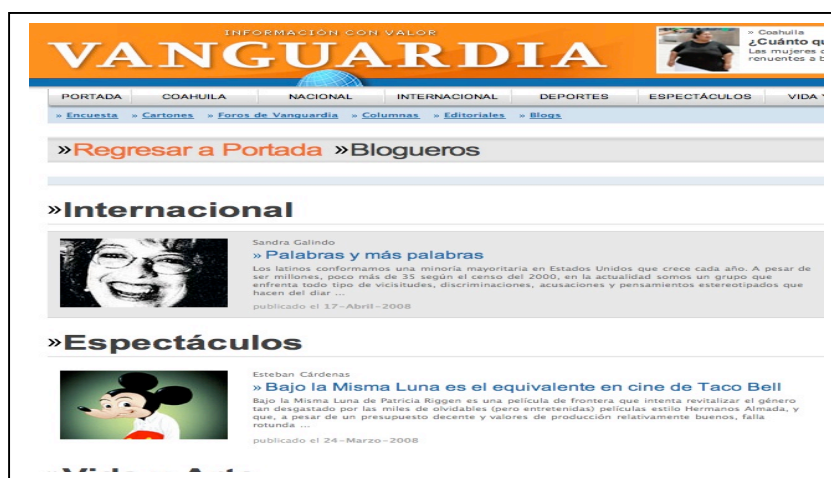 INFORMACIÓN CON VALOR
VANGUARDIA
» Coahuila
¿Cuánto qu
Las mujeres
renuentes a b
PORTADA COAHUILA NACIONAL INTERNACIONAL DEPORTES ESPECTÁCULOS VIDA Y
» Encuesta » Cartones » Foros de Vanguardia » Columnas » Editoriales » Blogs
»Regresar a Portada »Blogueros
»Internacional
Sandra Galindo
» Palabras y más palabras
Los latinos conformamos una minoría mayoritaria en Estados Unidos que crece cada año. A pesar de
ser millones, poco más de 35 según el censo del 2000, en la actualidad somos un grupo que
enfrenta todo tipo de vicisitudes, discriminaciones, acusaciones y pensamientos estereotipados que
hacen del diar ...
publicado el 17-Abril-2008
»Espectáculos
Esteban Cárdenas
» Bajo la Misma Luna es el equivalente en cine de Taco Bell
Bajo la Misma Luna de Patricia Riggen es una película de frontera que intenta revitalizar el género
tan desgastado por las miles de olvidables (pero entretenidas) películas estilo Hermanos Almada, y
que, a pesar de un presupuesto decente y valores de producción relativamente buenos, falla
rotunda ...
publicado el 24-Marzo-2008